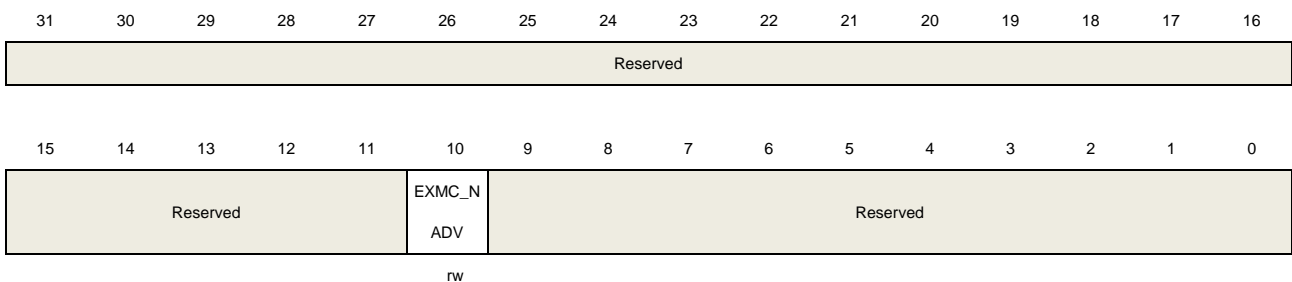 31 30 29 28 27 26 25 24 23 22 21 20 19 18 17 16
Reserved
15 14 13 12 11 10 9 8 7 6 5 4 3 2 1 0
Reserved EXMC_N ADV Reserved
rw